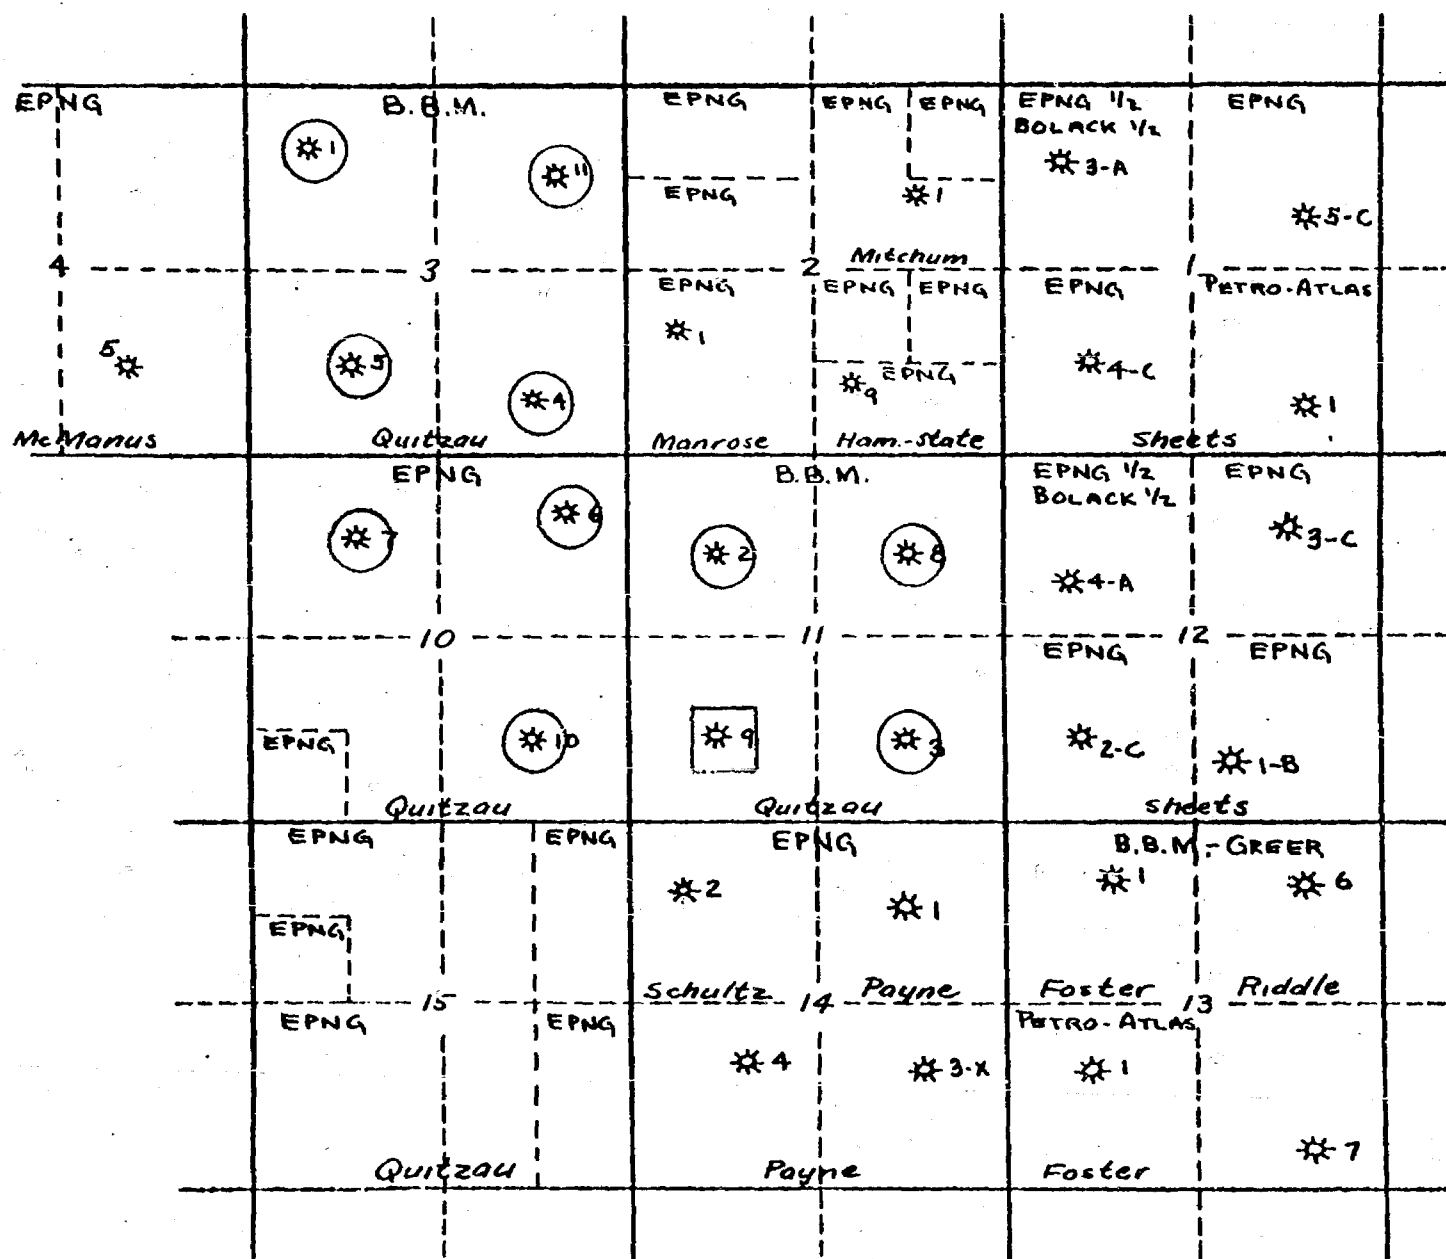 EPNG
B.B.M.
EPNG
EPNG
EPNG
EPNG 1/2
BOLACK 1/2
EPNG
1
11
EPNG
1
3-A
5-C
4
3
2
Mitchum
1
EPNG
EPNG
EPNG
EPNG
PETRO-ATLAS
5
5
4
1
EPNG
9
4-C
1
McManus
Quitzau
Manrose
Ham.-State
Sheets
EPNG
B.B.M.
EPNG 1/2
BOLACK 1/2
EPNG
7
6
2
8
4-A
3-C
10
11
12
EPNG
EPNG
EPNG
10
9
3
2-C
1-B
Quitzau
Quitzau
Sheets
EPNG
EPNG
EPNG
B.B.M.-GREER
2
1
1
6
EPNG
15
Schultz
14
Payne
Foster
13
Riddle
EPNG
EPNG
PETRO-ATLAS
4
3-X
1
7
Quitzau
Payne
Foster